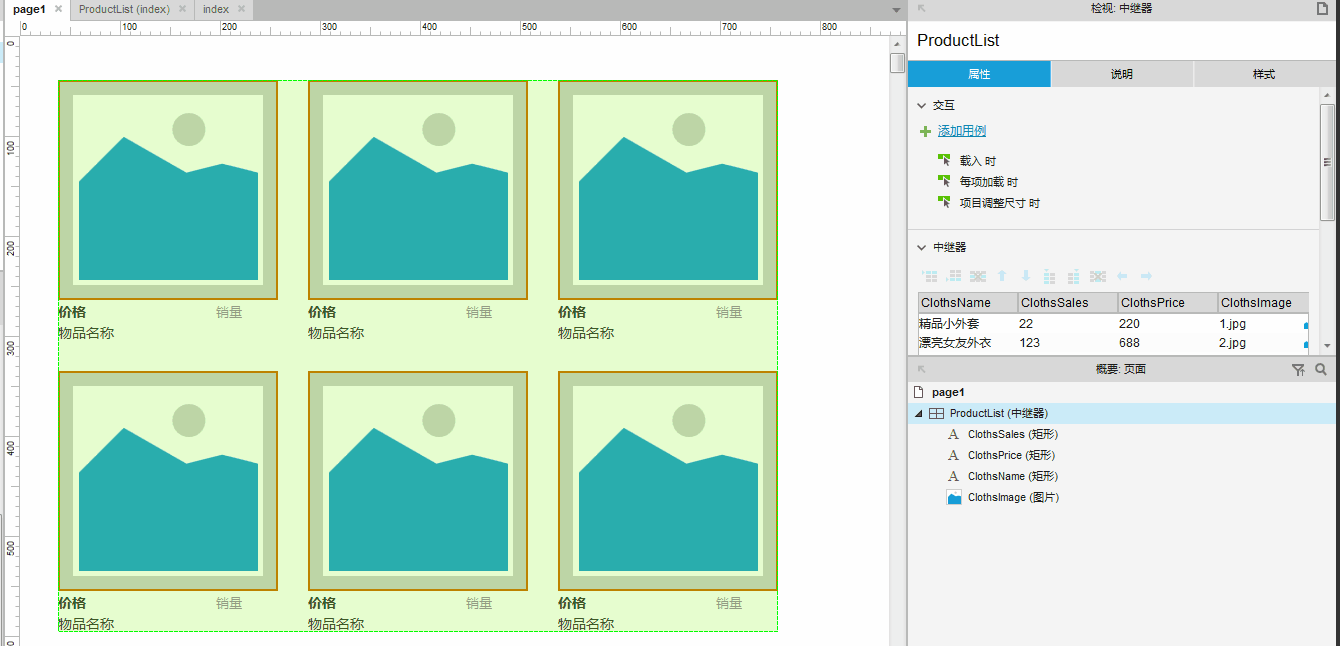 page1 ProductList (index) index
0 100 200 300 400 500 600 700 800
0
100
200
300
400
500
0
价格 销量 价格 销量 价格 销量
物品名称 物品名称 物品名称
价格 销量 价格 销量 价格 销量
物品名称 物品名称 物品名称
检视: 中继器
ProductList
属性 说明 样式
交互
添加用例
载入 时
每项加载 时
项目调整尺寸 时
中继器
ClothsName ClothsSales ClothsPrice ClothsImage
精品小外套 22 220 1.jpg
漂亮女友外衣 123 688 2.jpg
概要: 页面
page1
ProductList (中继器)
A ClothsSales (矩形)
A ClothsPrice (矩形)
A ClothsName (矩形)
ClothsImage (图片)